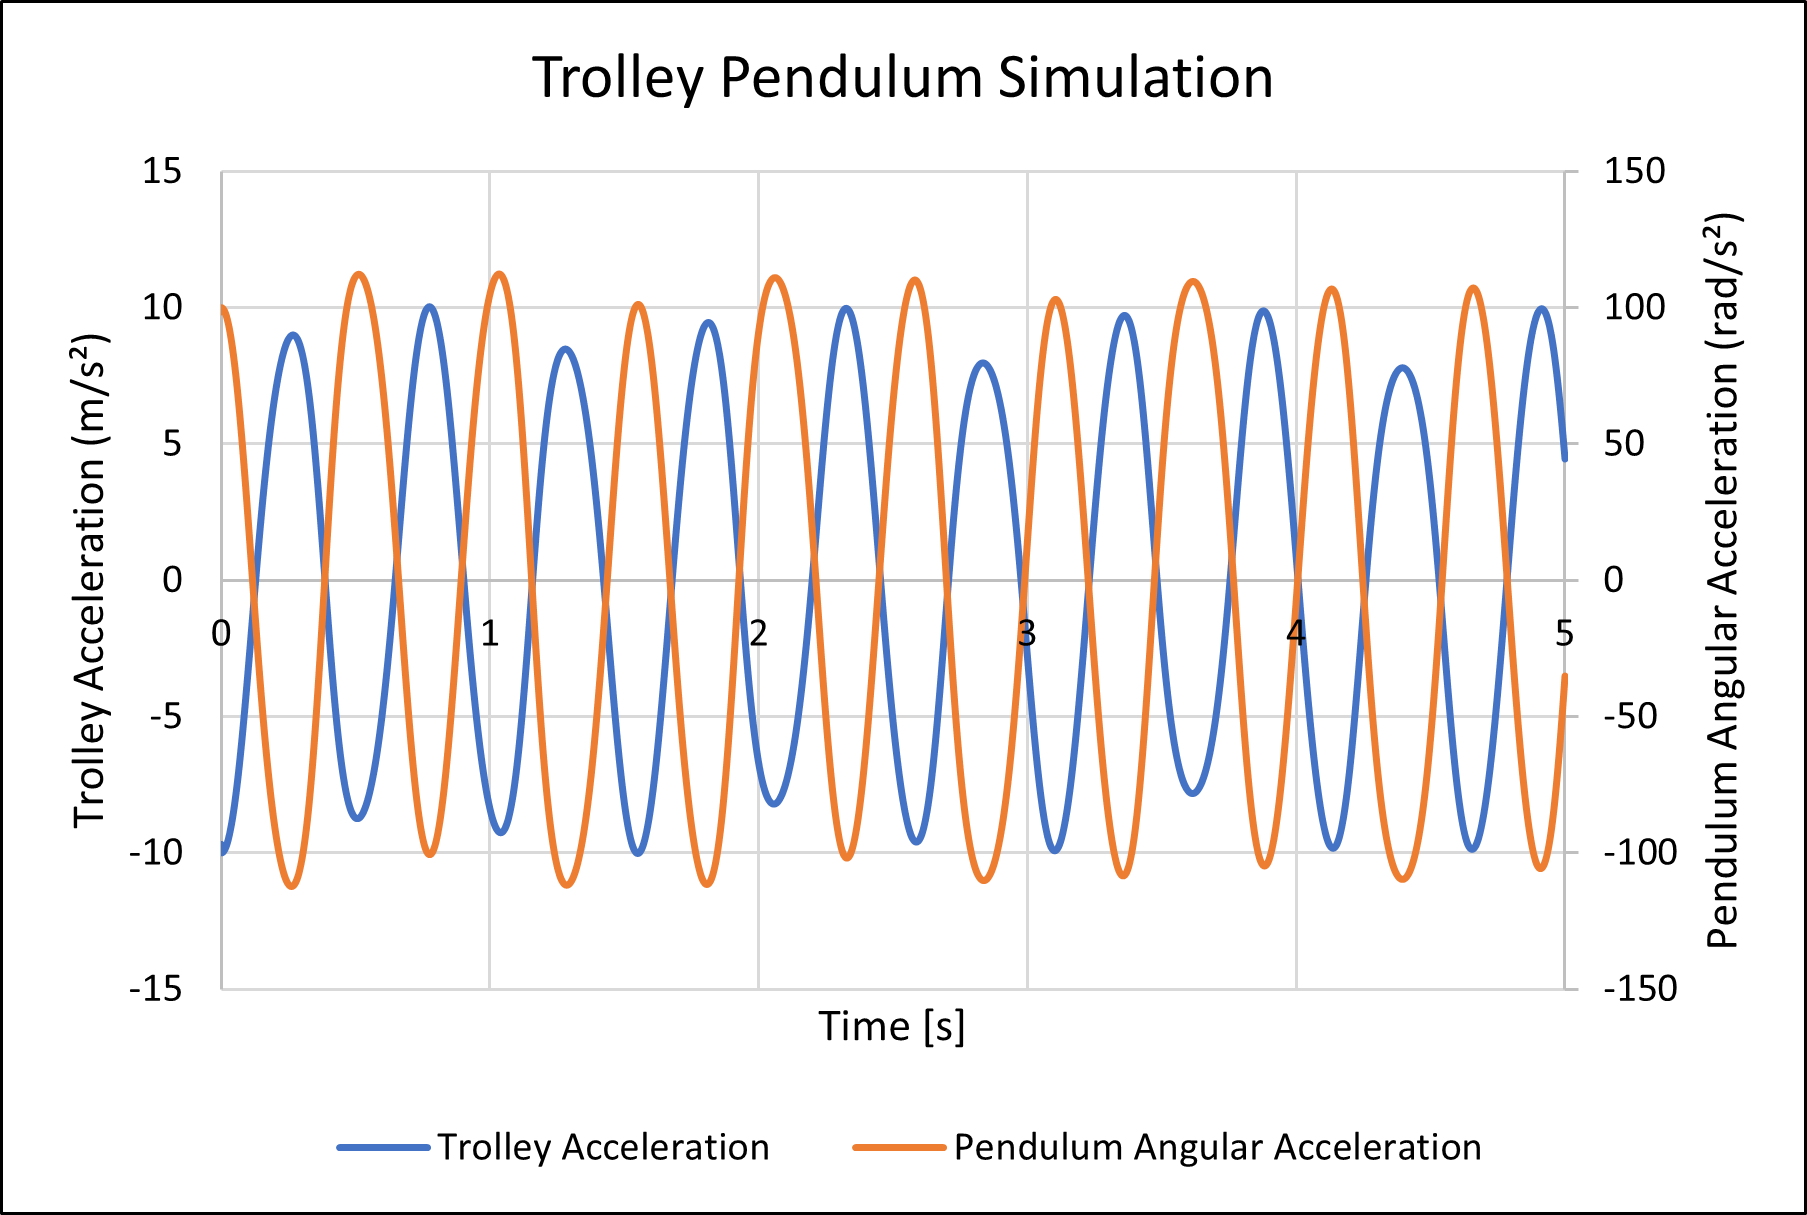 Trolley Pendulum Simulation
15
10
5
0
-5
-10
-15
150
100
50
0
-50
-100
-150
0 1 2 3 4 5
Trolley Acceleration (m/s²)
Pendulum Angular Acceleration (rad/s²)
Time [s]
Trolley Acceleration
Pendulum Angular Acceleration